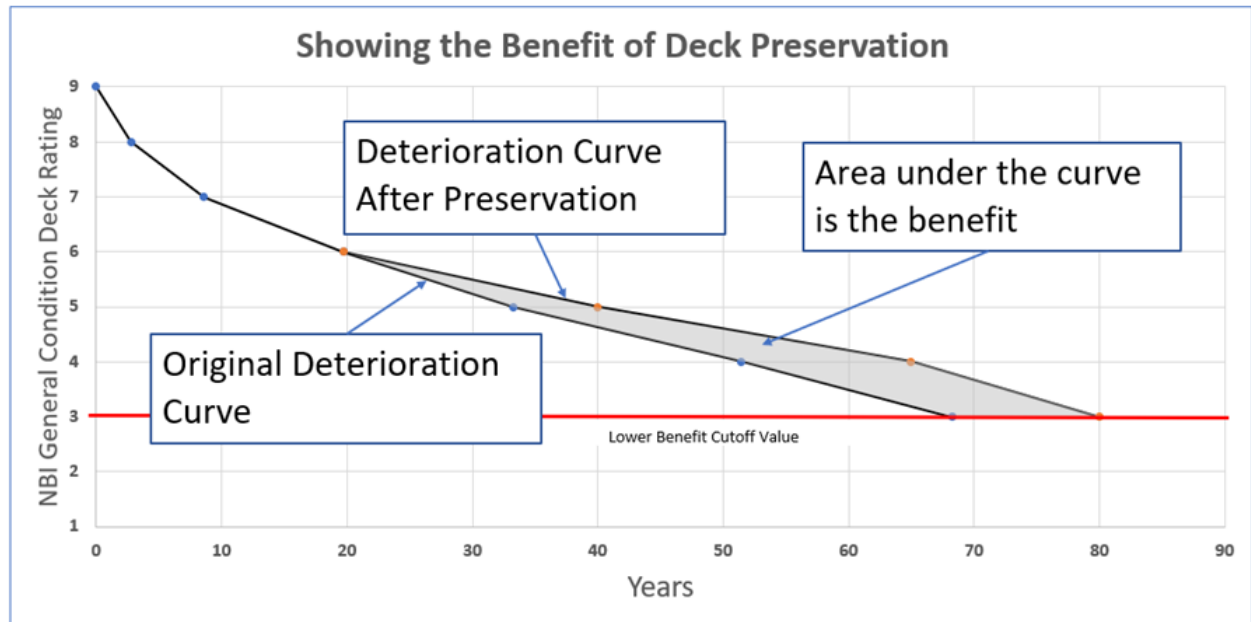 Showing the Benefit of Deck Preservation
NBI General Condition Deck Rating
9
8
7
6
5
4
3
2
1
Deterioration Curve
After Preservation
Area under the curve
is the benefit
Original Deterioration
Curve
Lower Benefit Cutoff Value
0
10
20
30
40
50
60
70
80
90
Years